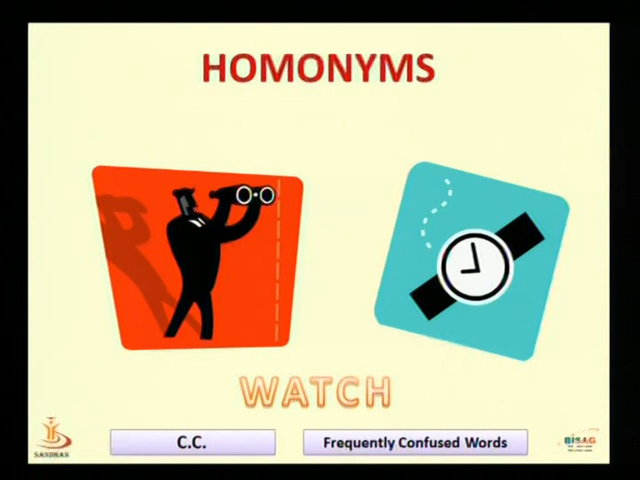 HOMONYMS
WATCH
SANDHAN
C.C.
Frequently Confused Words
BISAG